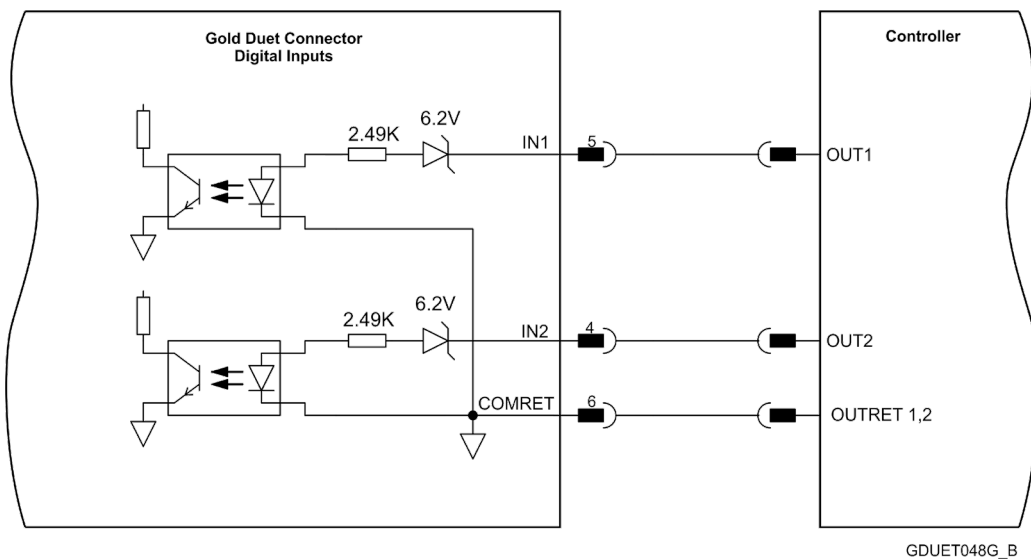 Gold Duet Connector
Digital Inputs
Controller
6.2V
2.49K
IN1
5
OUT1
6.2V
2.49K
IN2
4
OUT2
COMRET
6
OUTRET 1,2
GDUET048G_B